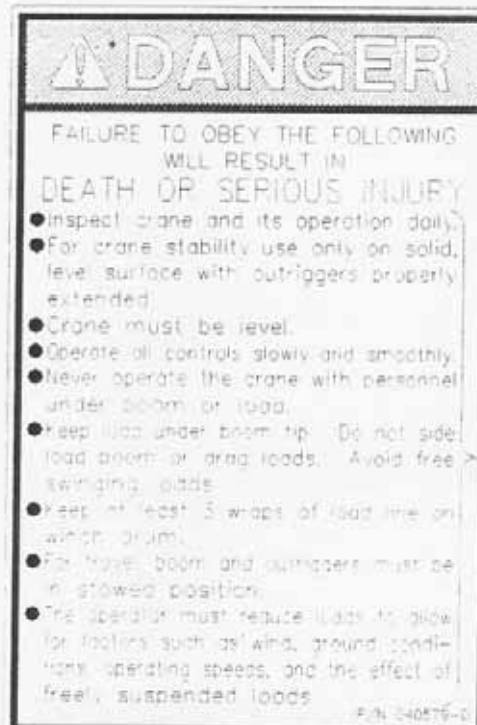 DANGER
FAILURE TO OBEY THE FOLLOWING
WILL RESULT IN
DEATH OR SERIOUS INJURY
●Inspect crane and its operation daily.
●For crane stability use only on solid,
level surface with outriggers properly
extended.
●Crane must be level.
●Operate all controls slowly and smoothly.
●Never operate the crane with personnel
under boom or load.
●Keep load under boom tip. Do not side
load boom or drag loads. Avoid free
swinging loads.
●Keep at least 3 wraps of load line on
winch drum.
●For travel, boom and outriggers must be
in stowed position.
●The operator must reduce loads to allow
for factors such as wind, ground condi-
tions, operating speeds, and the effect of
freely suspended loads.
P/N